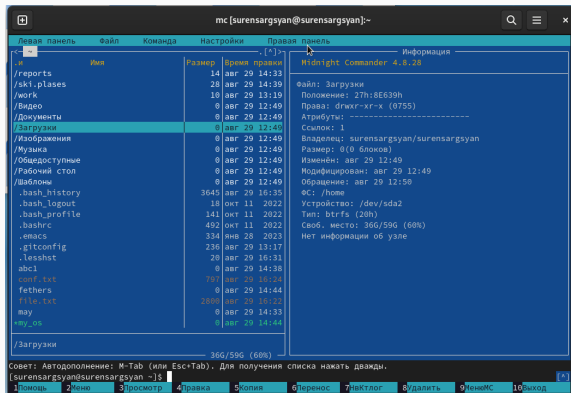 mc [surensargsyan@surensargsyan]:~
Левая панель Файл Команда Настройки Правая панель
<- ~ .[^]>
.и Имя Размер Время правки
/reports 14 авг 29 14:33
/ski.plases 28 авг 29 14:39
/work 10 авг 29 13:19
/Видео 0 авг 29 12:49
/Документы 0 авг 29 12:49
/Загрузки 0 авг 29 12:49
/Изображения 0 авг 29 12:49
/Музыка 0 авг 29 12:49
/Общедоступные 0 авг 29 12:49
/Рабочий стол 0 авг 29 12:49
/Шаблоны 0 авг 29 12:49
.bash_history 3645 авг 29 16:35
.bash_logout 18 окт 11 2022
.bash_profile 141 окт 11 2022
.bashrc 492 окт 11 2022
.emacs 334 янв 28 2023
.gitconfig 236 авг 29 13:17
.lesshst 20 авг 29 16:31
abc1 0 авг 29 14:38
conf.txt 797 авг 29 16:24
fethers 0 авг 29 14:44
file.txt 2800 авг 29 16:22
may 0 авг 29 14:33
*my_os 0 авг 29 14:44
/Загрузки
36G/59G (60%)
Информация
Midnight Commander 4.8.28
Файл: Загрузки
Положение: 27h:8E639h
Права: drwxr-xr-x (0755)
Атрибуты: ------------------------
Ссылок: 1
Владелец: surensargsyan/surensargsyan
Размер: 0(0 блоков)
Изменён: авг 29 12:49
Модифицирован: авг 29 12:49
Обращение: авг 29 12:50
ФС: /home
Устройство: /dev/sda2
Тип: btrfs (20h)
Своб. место: 36G/59G (60%)
Нет информации об узле
Совет: Автодополнение: M-Tab (или Esc+Tab). Для получения списка нажать дважды.
[surensargsyan@surensargsyan ~]$ [^]
1Помощь 2Меню 3Просмотр 4Правка 5Копия 6Перенос 7НвКтлог 8Удалить 9МенюMC 10Выход